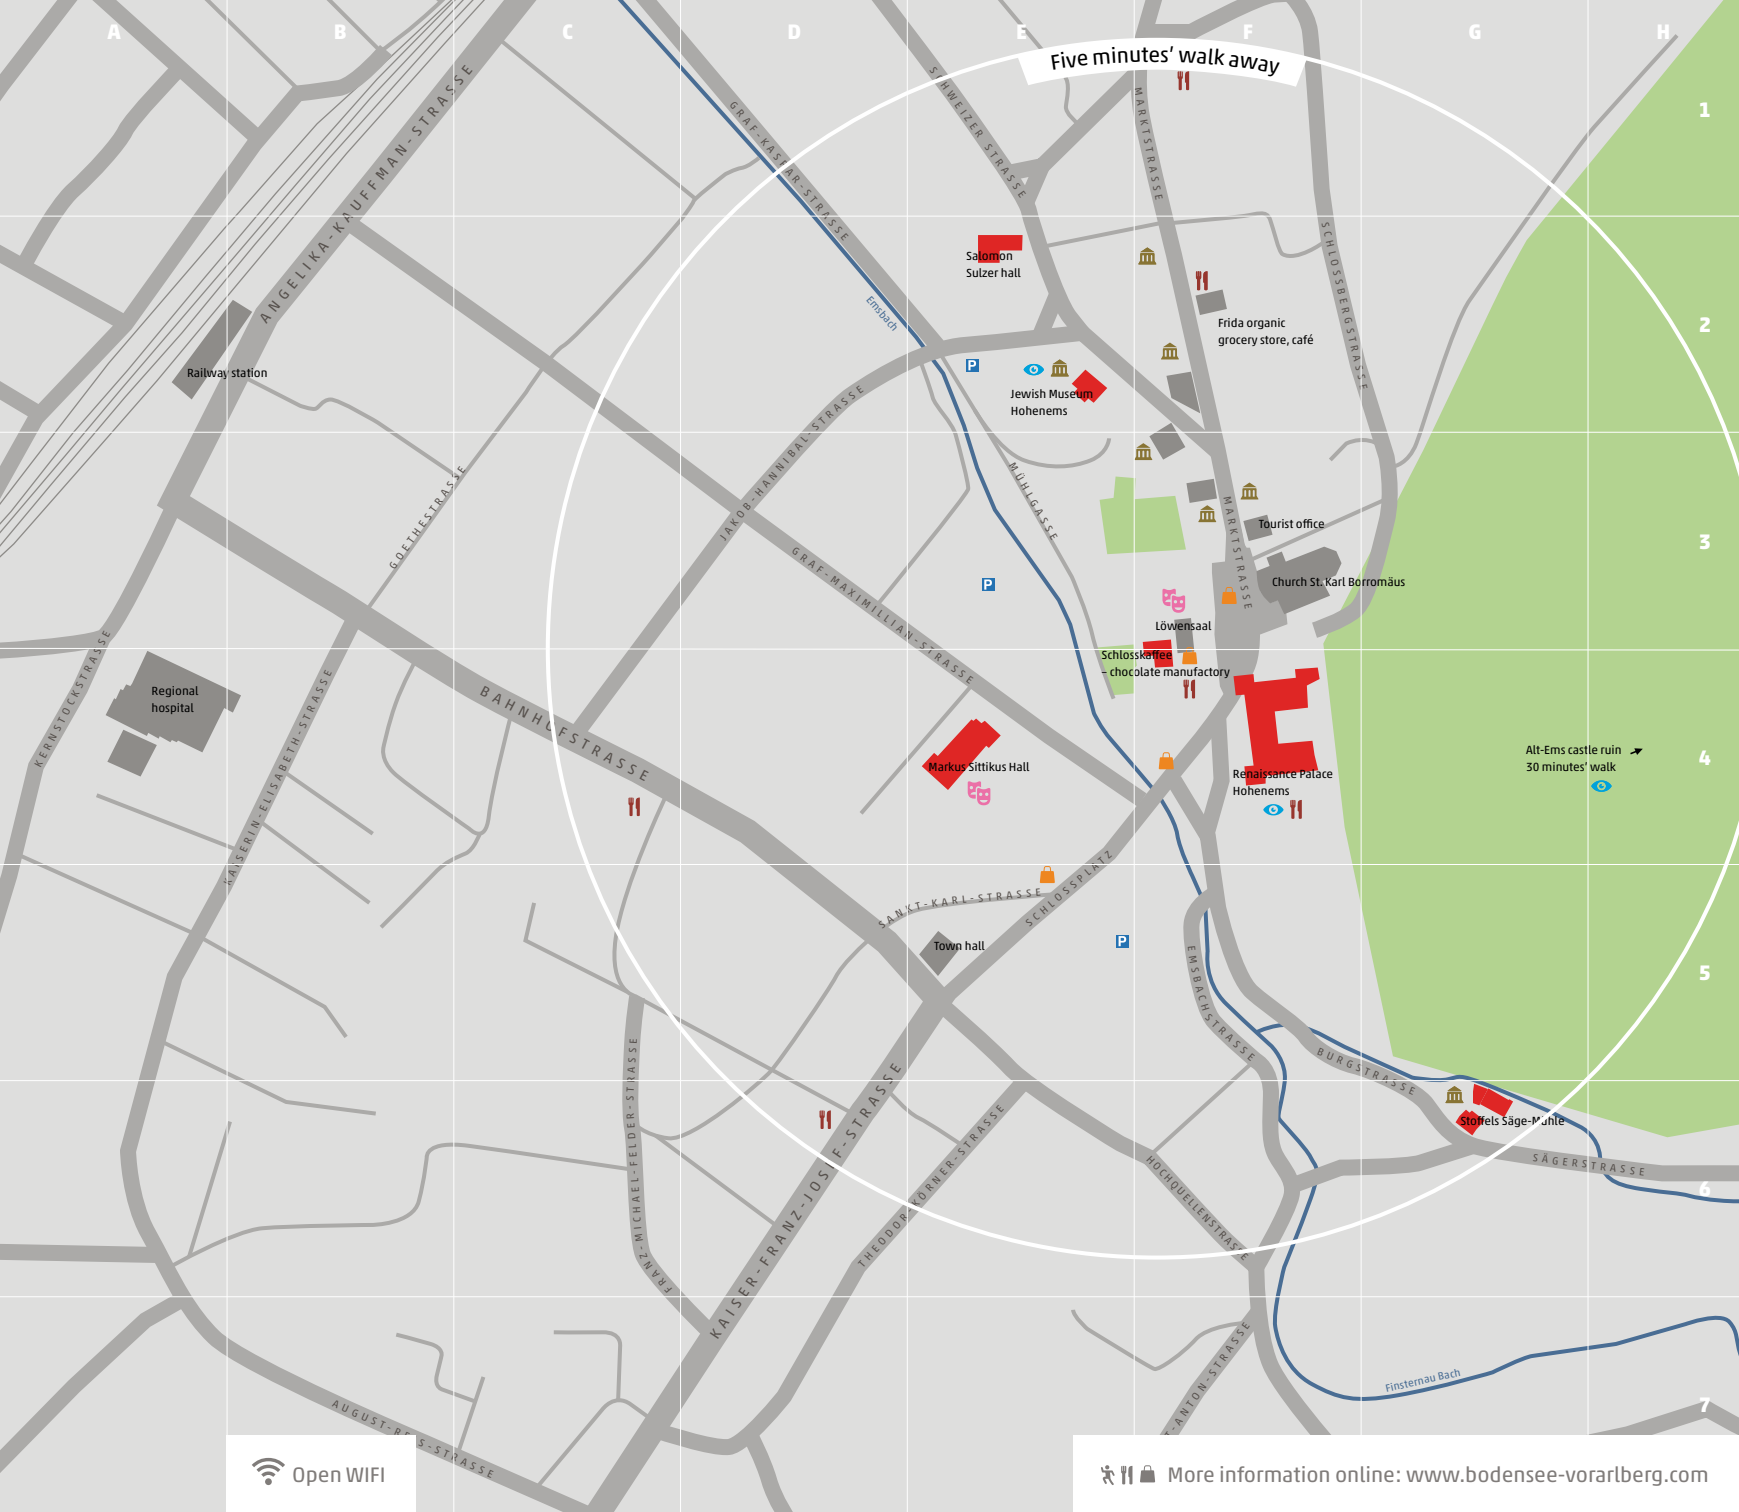 A
B
C
D
E
F
G
H
Five minutes' walk away
1
ANGELIKA-KAUFFMAN-STRASSE
GRAF-KASPAR-STRASSE
SCHWEIZER STRASSE
MARKTSTRASSE
SCHLOSSBERGSTRASSE
Salomon
Sulzer hall
Emsbach
Frida organic
grocery store, café
2
Railway station
Jewish Museum
Hohenems
JAKOB-HANNIBAL-STRASSE
GOETHESTRASSE
MÜHLGASSE
MARKTSTRASSE
Tourist office
3
GRAF-MAXIMILLIAN-STRASSE
P
P
Church St. Karl Borromäus
Löwensaal
Schlosskaffee
– chocolate manufactory
KERNSTOCKSTRASSE
Regional
hospital
KAISERIN-ELISABETH-STRASSE
BAHNHOFSTRASSE
Markus Sittikus Hall
Renaissance Palace
Hohenems
Alt-Ems castle ruin
30 minutes' walk
4
SANKT-KARL-STRASSE
SCHLOSSPLATZ
Town hall
P
EMSBACHSTRASSE
5
BURGSTRASSE
FRANZ-MICHAEL-FELDER-STRASSE
KAISER-FRANZ-JOSEF-STRASSE
THEODOR-KÖRNER-STRASSE
HOCHQUELLENSTRASSE
Stoffels Säge-Mühle
SÄGERSTRASSE
6
Finsternau Bach
T-ANTON-STRASSE
7
AUGUST-REIS-STRASSE
Open WIFI
More information online: www.bodensee-vorarlberg.com